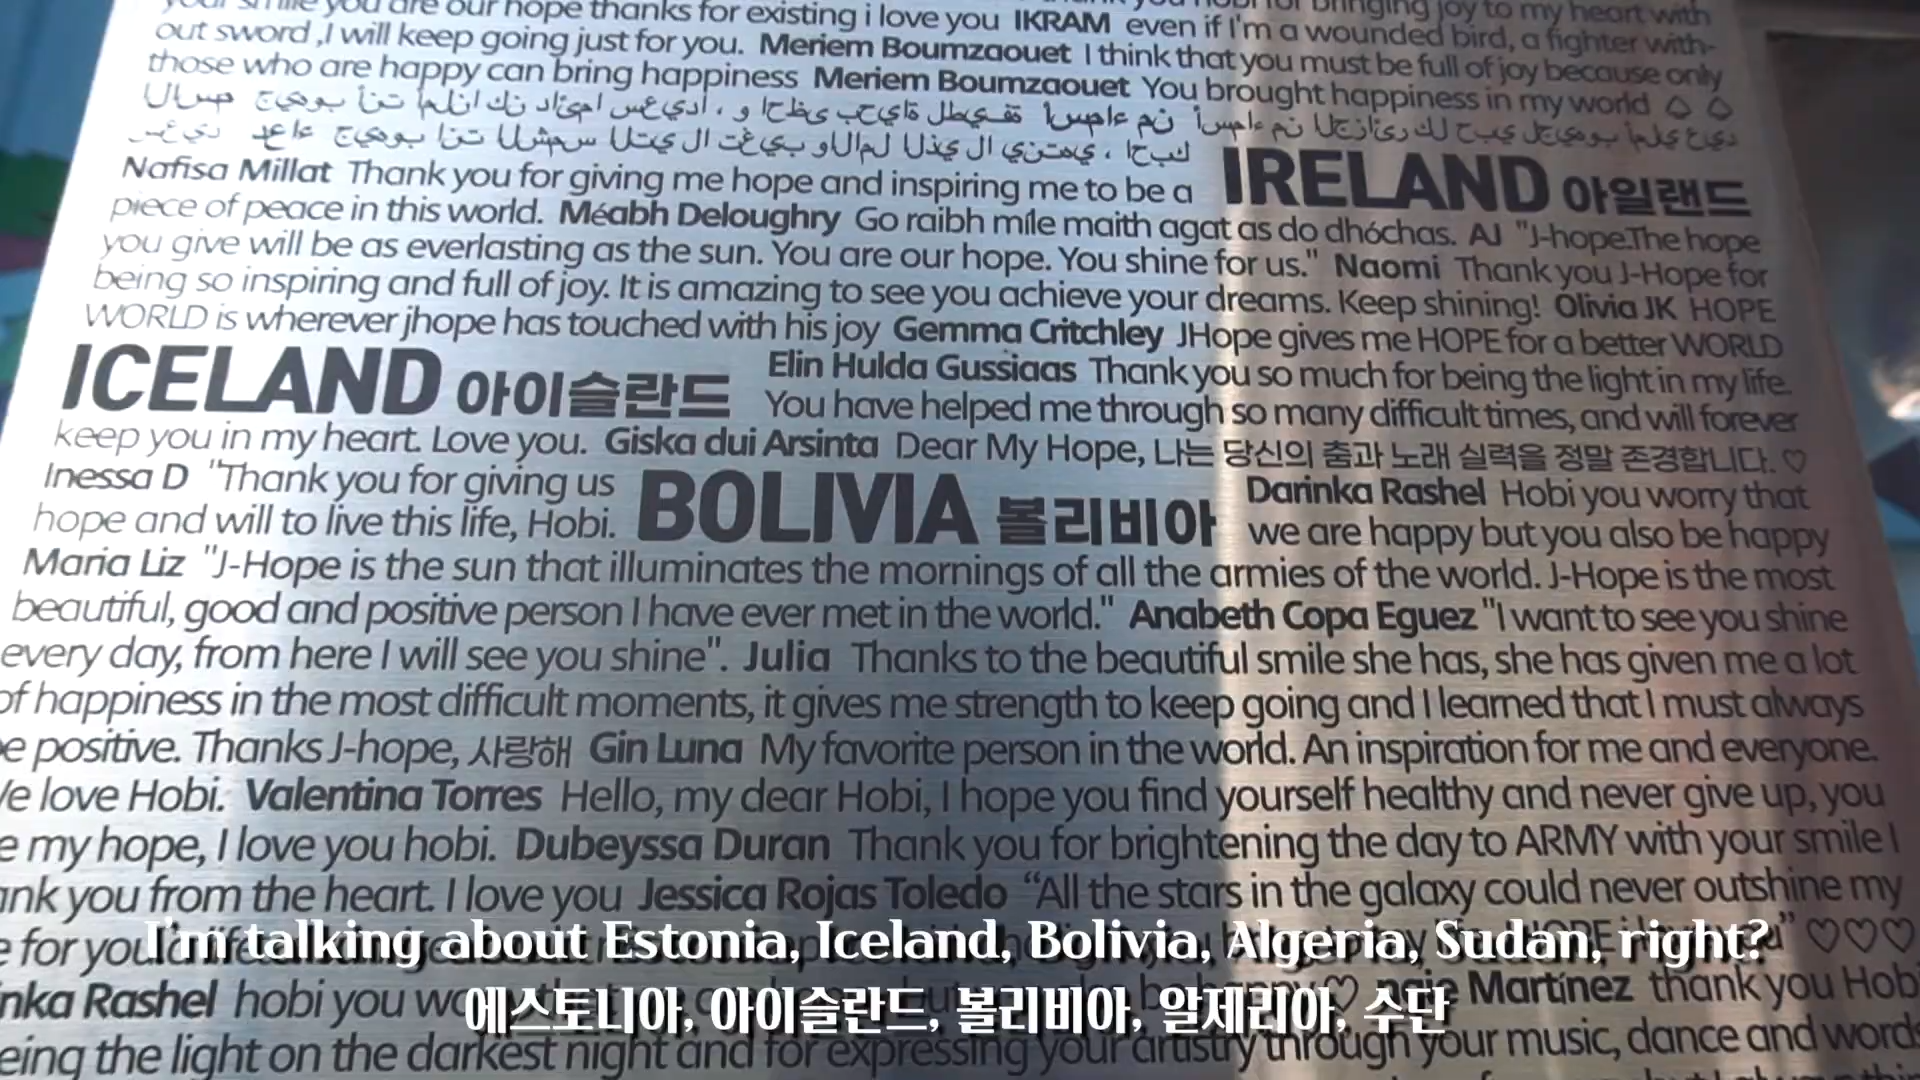 your smile you are our hope thanks for existing i love you IKRAM even if I'm a wounded bird, a fighter with-
out sword ,I will keep going just for you. Meriem Boumzaouet I think that you must be full of joy because only
those who are happy can bring happiness Meriem Boumzaouet You brought happiness in my world
Nafisa Millat Thank you for giving me hope and inspiring me to be a
IRELAND 아일랜드
piece of peace in this world. Méabh Deloughry Go raibh míle maith agat as do dhóchas. AJ "J-hope.The hope
you give will be as everlasting as the sun. You are our hope. You shine for us." Naomi Thank you J-Hope for
being so inspiring and full of joy. It is amazing to see you achieve your dreams. Keep shining! Olivia JK HOPE
WORLD is wherever jhope has touched with his joy Gemma Critchley JHope gives me HOPE for a better WORLD
ICELAND 아이슬란드
Elin Hulda Gussiaas Thank you so much for being the light in my life.
You have helped me through so many difficult times, and will forever
keep you in my heart. Love you. Giska dui Arsinta Dear My Hope, 나는 당신의 춤과 노래 실력을 정말 존경합니다. ♡
Inessa D "Thank you for giving us
hope and will to live this life, Hobi.
BOLIVIA 볼리비아
Darinka Rashel Hobi you worry that
we are happy but you also be happy
Maria Liz "J-Hope is the sun that illuminates the mornings of all the armies of the world. J-Hope is the most
beautiful, good and positive person I have ever met in the world." Anabeth Copa Eguez "I want to see you shine
every day, from here I will see you shine". Julia Thanks to the beautiful smile she has, she has given me a lot
of happiness in the most difficult moments, it gives me strength to keep going and I learned that I must always
positive. Thanks J-hope, 사랑해 Gin Luna My favorite person in the world. An inspiration for me and everyone.
love Hobi. Valentina Torres Hello, my dear Hobi, I hope you find yourself healthy and never give up, you
my hope, I love you hobi. Dubeyssa Duran Thank you for brightening the day to ARMY with your smile I
you from the heart. I love you Jessica Rojas Toledo “All the stars in the galaxy could never outshine my
for you ♡♡♡
I'm talking about Estonia, Iceland, Bolivia, Algeria, Sudan, right?
Rashel hobi you Martínez thank you
에스토니아, 아이슬란드, 볼리비아, 알제리아, 수단
the light on the darkest night and for expressing your artistry through your music, dance and words